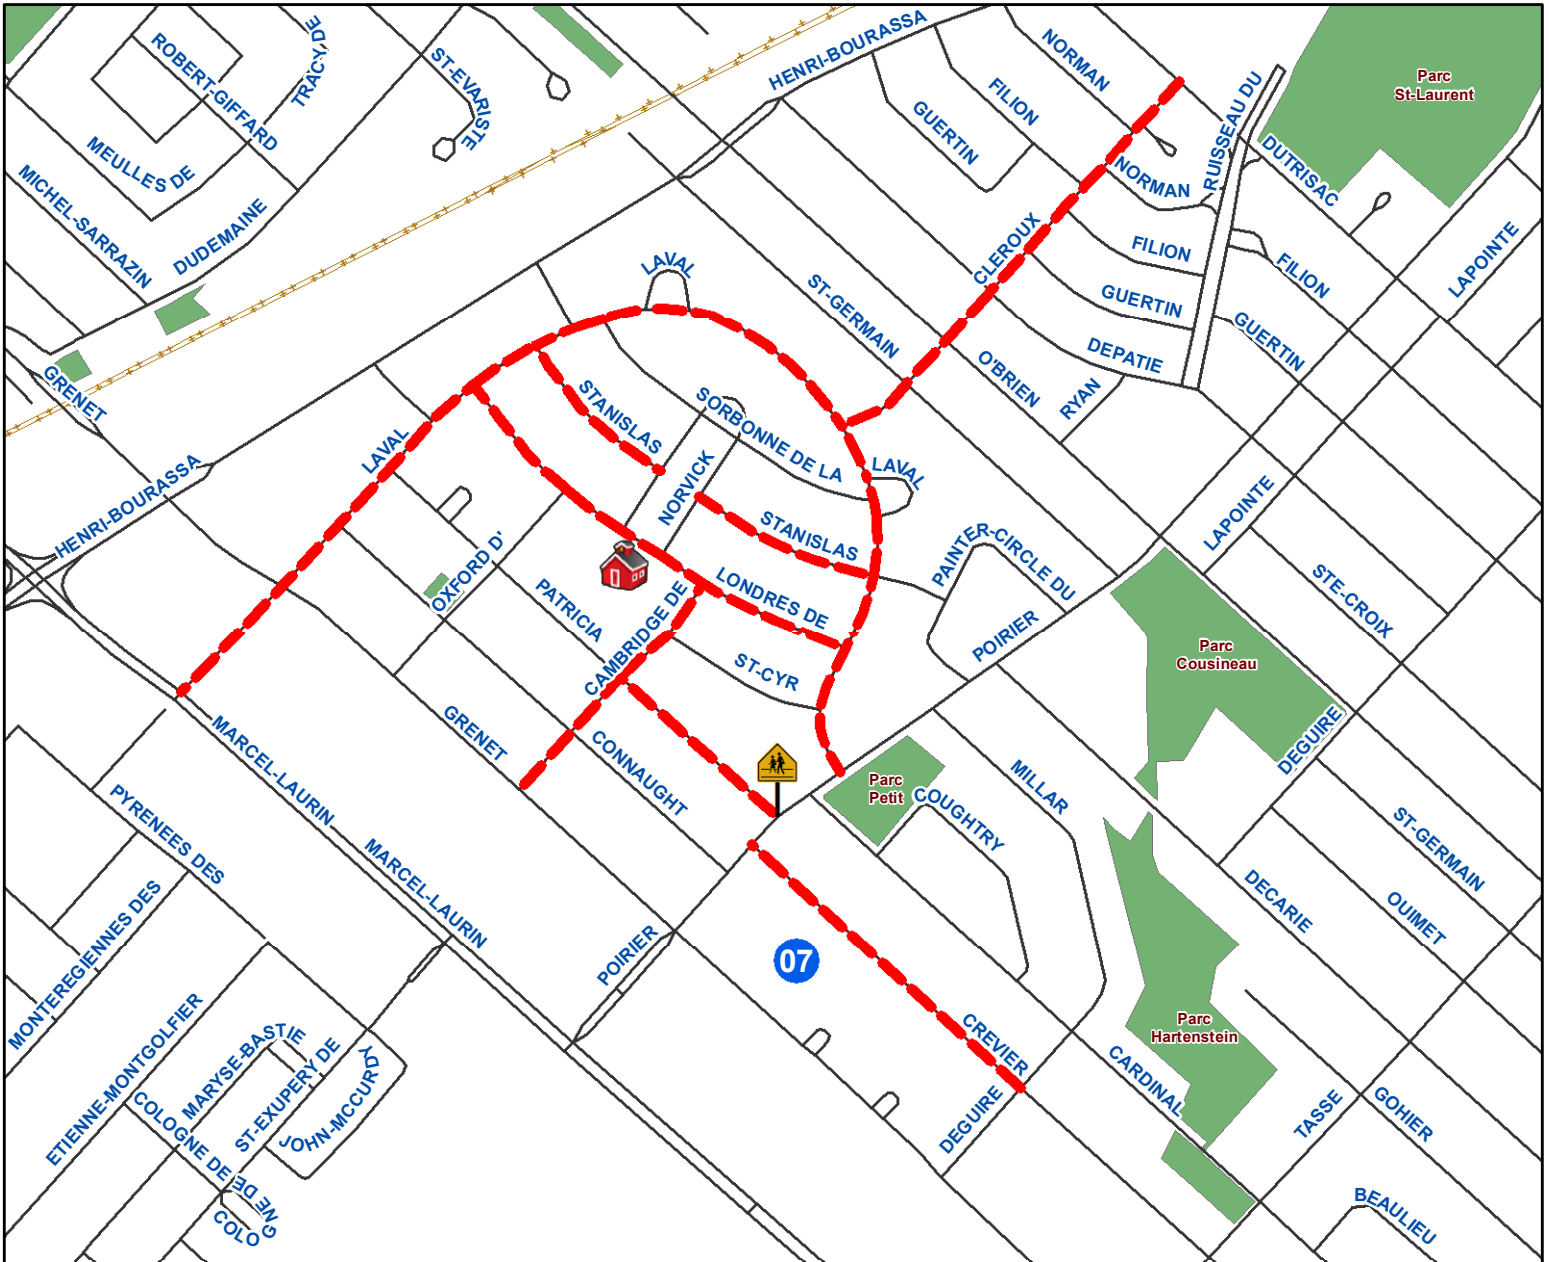 ROBERT-GIFFARD
TRACY DE
ST-EVARISTE
HENRI-BOURASSA
NORMAN
FILION
GUERTIN
RUISSEAU DU
Parc
St-Laurent
MEULLES DE
MICHEL-SARRAZIN
DUDEMAINE
NORMAN
DUTRISAC
CLEROUX
FILION
FILION
LAPOINTE
LAVAL
ST-GERMAIN
GUERTIN
GUERTIN
DEPATIE
O'BRIEN
RYAN
GRENET
STANISLAS
SORBONNE DE LA
LAVAL
LAVAL
HENRI-BOURASSA
NORVICK
STANISLAS
LAPOINTE
PAINTER-CIRCLE DU
OXFORD D'
PATRICIA
LONDRES DE
CAMBRIDGE DE
STE-CROIX
POIRIER
Parc
Cousineau
ST-CYR
GRENET
MARCEL-LAURIN
CONNAUGHT
DEGUIRE
Parc
Petit
COUGHTRY
MILLAR
PYRENEES DES
MARCEL-LAURIN
ST-GERMAIN
OUIMET
DECARIE
MONTEREGIENNES DES
POIRIER
07
ETIENNE-MONTGOLFIER
MARYSE-BASTIE
ST-EXUPERY DE
JOHN-MCCURDY
CREVIER
Parc
Hartenstein
CARDINAL
DEGUIRE
TASSE
GOHIER
COLOGNE DE
COLOGNE DE
BEAULIEU